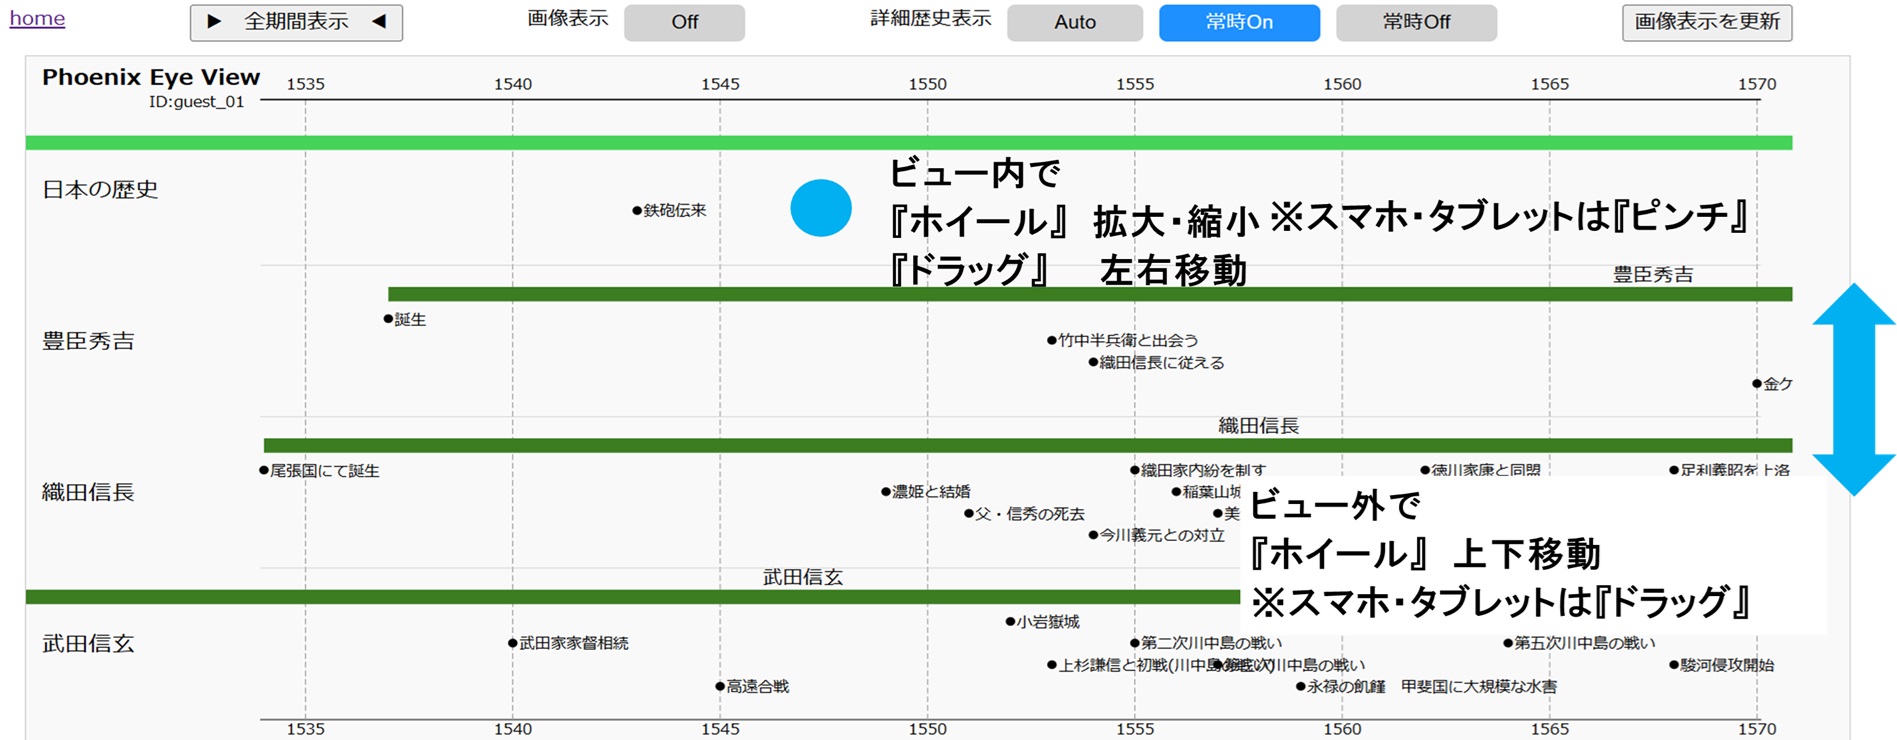 home
▶ 全期間表示 ◀
画像表示 Off
詳細歴史表示 Auto 常時On 常時Off
画像表示を更新
Phoenix Eye View
ID:guest_01
1535 1540 1545 1550 1555 1560 1565 1570
日本の歴史
鉄砲伝来
ビュー内で
『ホイール』 拡大・縮小 ※スマホ・タブレットは『ピンチ』
『ドラッグ』 左右移動
豊臣秀吉
誕生
豊臣秀吉
竹中半兵衛と出会う
織田信長に従える
金ケ
織田信長
尾張国にて誕生
織田家内紛を制す
徳川家康と同盟
足利義昭を上洛
織田信長
濃姫と結婚
稲葉山城
父・信秀の死去
美
今川義元との対立
ビュー外で
『ホイール』 上下移動
※スマホ・タブレットは『ドラッグ』
武田信玄
小岩嶽城
武田信玄
武田家家督相続
第二次川中島の戦い
第五次川中島の戦い
上杉謙信と初戦(川中島の戦い)
川中島の戦い
駿河侵攻開始
高遠合戦
永禄の飢饉 甲斐国に大規模な水害
1535 1540 1545 1550 1555 1560 1565 1570